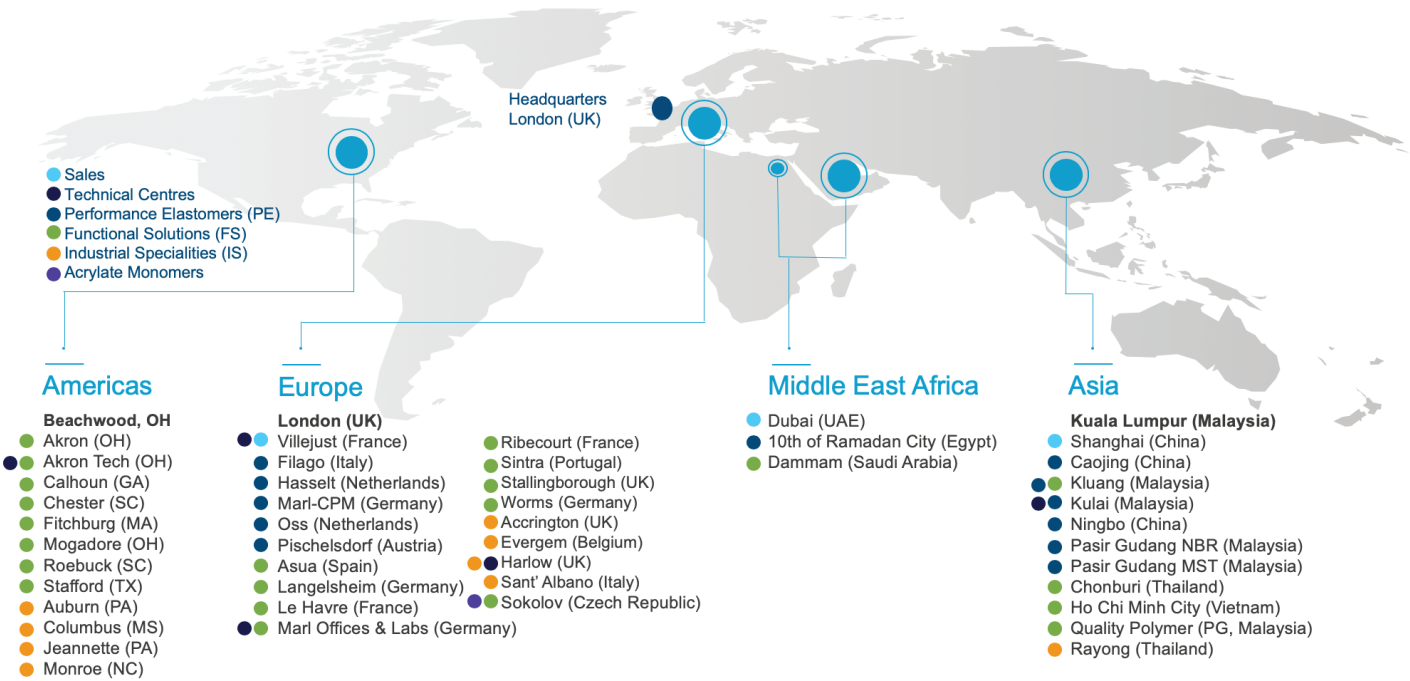 Headquarters
London (UK)
Sales
Technical Centres
Performance Elastomers (PE)
Functional Solutions (FS)
Industrial Specialities (IS)
Acrylate Monomers
Americas
Beachwood, OH
Akron (OH)
Akron Tech (OH)
Calhoun (GA)
Chester (SC)
Fitchburg (MA)
Mogadore (OH)
Roebuck (SC)
Stafford (TX)
Auburn (PA)
Columbus (MS)
Jeannette (PA)
Monroe (NC)
Europe
London (UK)
Villejust (France)
Filago (Italy)
Hasselt (Netherlands)
Marl-CPM (Germany)
Oss (Netherlands)
Pischelsdorf (Austria)
Asua (Spain)
Langelsheim (Germany)
Le Havre (France)
Marl Offices & Labs (Germany)
Ribecourt (France)
Sintra (Portugal)
Stallingborough (UK)
Worms (Germany)
Accrington (UK)
Evergem (Belgium)
Harlow (UK)
Sant' Albano (Italy)
Sokolov (Czech Republic)
Middle East Africa
Dubai (UAE)
10th of Ramadan City (Egypt)
Dammam (Saudi Arabia)
Asia
Kuala Lumpur (Malaysia)
Shanghai (China)
Caojing (China)
Kluang (Malaysia)
Kulai (Malaysia)
Ningbo (China)
Pasir Gudang NBR (Malaysia)
Pasir Gudang MST (Malaysia)
Chonburi (Thailand)
Ho Chi Minh City (Vietnam)
Quality Polymer (PG, Malaysia)
Rayong (Thailand)